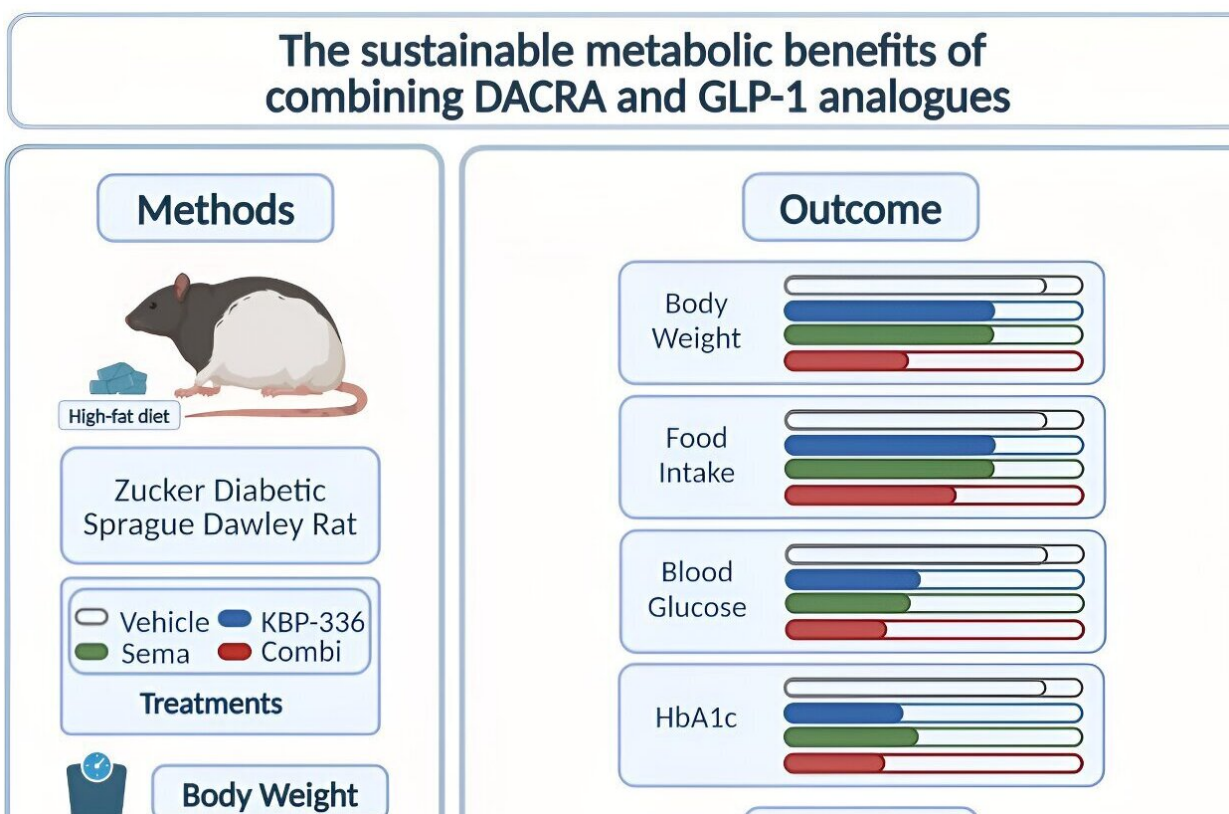 The sustainable metabolic benefits of
combining DACRA and GLP-1 analogues
Methods
High-fat diet
Zucker Diabetic
Sprague Dawley Rat
Vehicle KBP-336
Sema Combi
Treatments
Body Weight
Outcome
Body
Weight
Food
Intake
Blood
Glucose
HbA1c